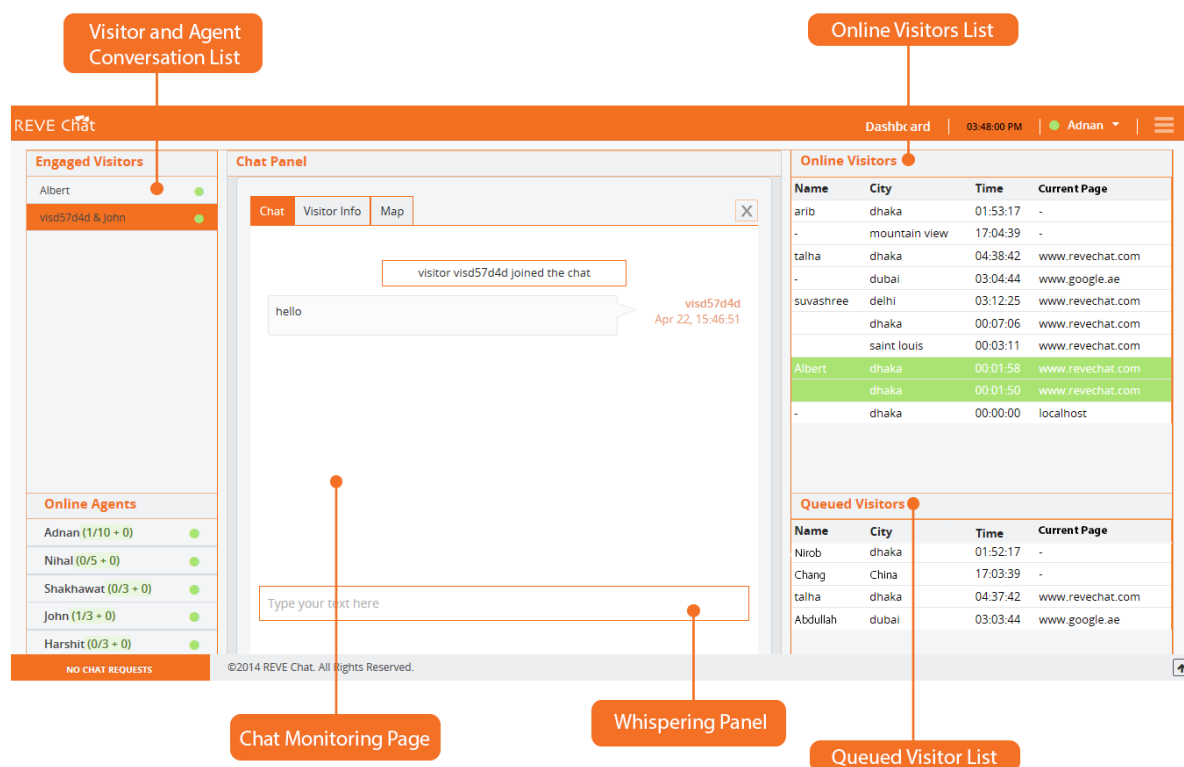 Visitor and Agent
Conversation List
Online Visitors List
REVE Chat
Dashboard
03:48:00 PM
Adnan
Engaged Visitors
Albert
visd57d4d & John
Chat Panel
Chat Visitor Info Map X
visitor visd57d4d joined the chat
hello
visd57d4d
Apr 22, 15:46:51
Online Visitors
Name City Time Current Page
arib dhaka 01:53:17 -
- mountain view 17:04:39 -
talha dhaka 04:38:42 www.revechat.com
- dubai 03:04:44 www.google.ae
suvashree delhi 03:12:25 www.revechat.com
dhaka 00:07:06 www.revechat.com
saint louis 00:03:11 www.revechat.com
Albert dhaka 00:01:58 www.revechat.com
dhaka 00:01:50 www.revechat.com
- dhaka 00:00:00 localhost
Online Agents
Adnan (1/10 + 0)
Nihal (0/5 + 0)
Shakhawat (0/3 + 0)
John (1/3 + 0)
Harshit (0/3 + 0)
NO CHAT REQUESTS
Type your text here
Queued Visitors
Name City Time Current Page
Nirob dhaka 01:52:17 -
Chang China 17:03:39 -
talha dhaka 04:37:42 www.revechat.com
Abdullah dubai 03:03:44 www.google.ae
©2014 REVE Chat. All Rights Reserved.
Chat Monitoring Page
Whispering Panel
Queued Visitor List